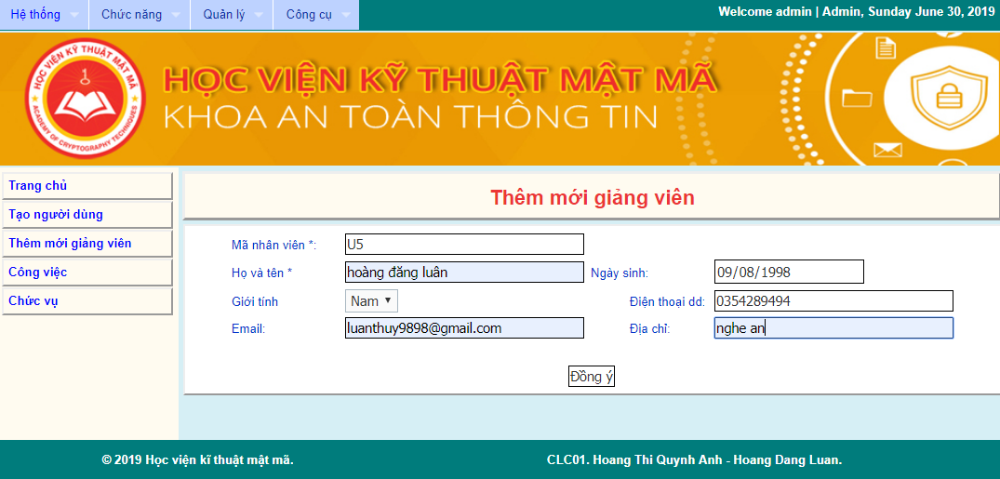 Hệ thống Chức năng Quản lý Công cụ Welcome admin | Admin, Sunday June 30, 2019
HỌC VIỆN KỸ THUẬT MẬT MÃ
ACADEMY OF CRYPTOGRAPHY TECHNIQUES
HỌC VIỆN KỸ THUẬT MẬT MÃ
KHOA AN TOÀN THÔNG TIN
Trang chủ
Tạo người dùng
Thêm mới giảng viên
Công việc
Chức vụ
Thêm mới giảng viên
Mã nhân viên *: U5
Họ và tên * hoàng đăng luân Ngày sinh: 09/08/1998
Giới tính Nam Điện thoại dd: 0354289494
Email: luanthuy9898@gmail.com Địa chỉ: nghe an
Đồng ý
© 2019 Học viện kĩ thuật mật mã. CLC01. Hoang Thi Quynh Anh - Hoang Dang Luan.